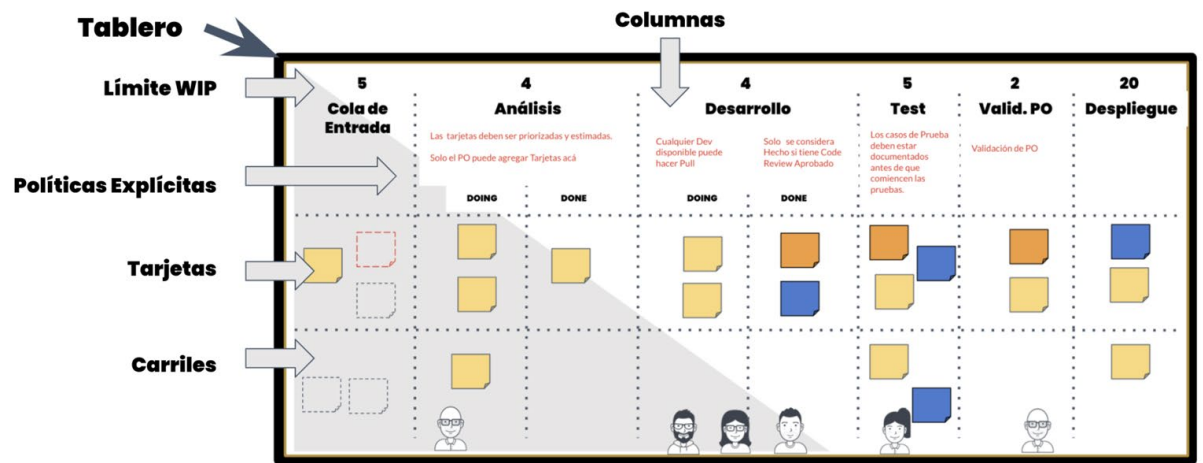 Tablero
Columnas
Límite WIP
5
4
4
5
2
20
Cola de
Entrada
Análisis
Desarrollo
Test
Valid. PO
Despliegue
Las tarjetas deben ser priorizadas y estimadas.
Solo el PO puede agregar Tarjetas acá
Cualquier Dev
disponible puede
hacer Pull
Solo se considera
Hecho si tiene Code
Review Aprobado
Los casos de Prueba
deben estar
documentados
antes de que
comiencen las
pruebas.
Validación de PO
Políticas Explícitas
DOING
DONE
DOING
DONE
Tarjetas
Carriles